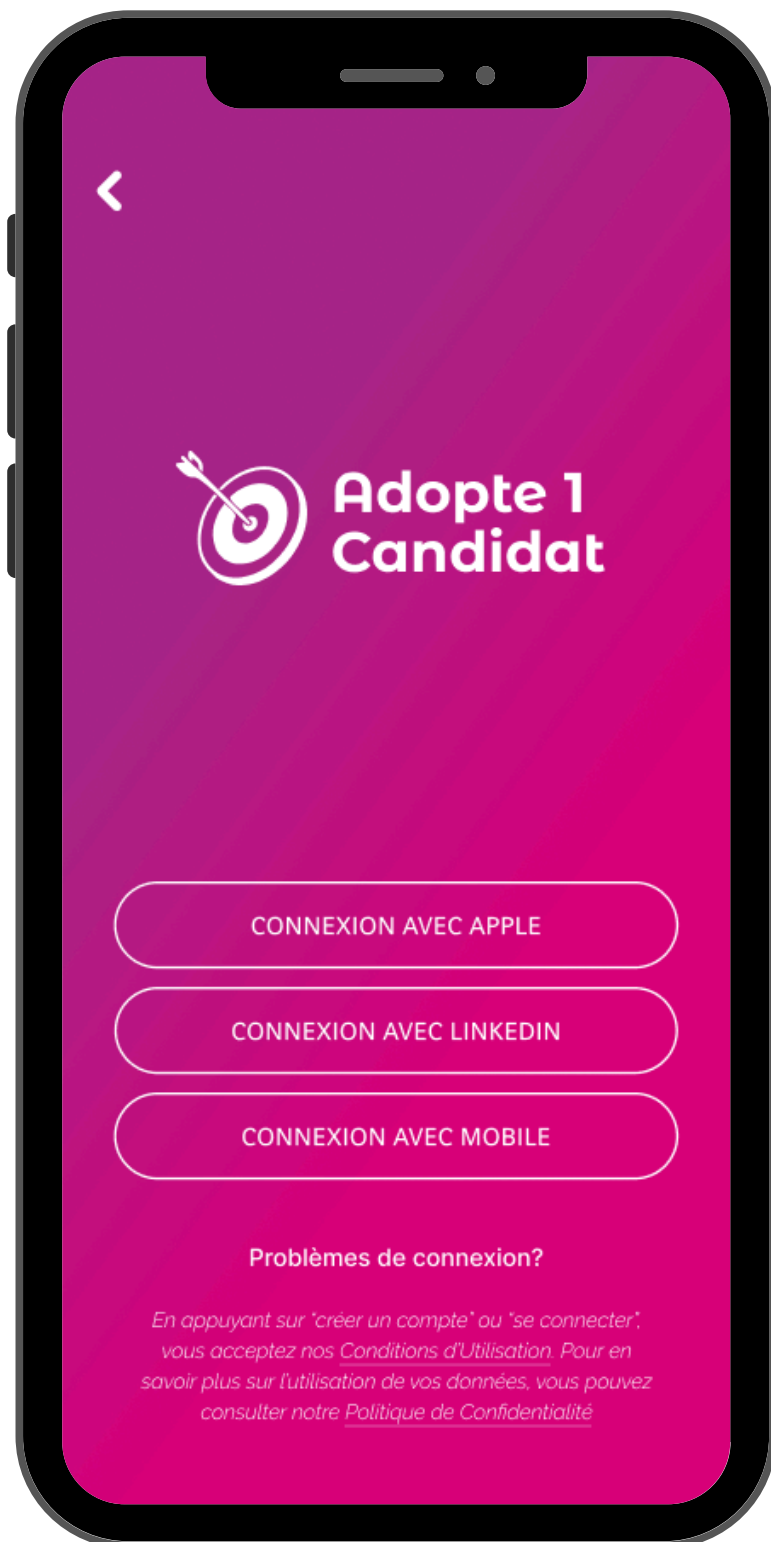 Adopte 1
Candidat
CONNEXION AVEC APPLE
CONNEXION AVEC LINKEDIN
CONNEXION AVEC MOBILE
Problèmes de connexion?
En appuyant sur “créer un compte” ou “se connecter”,
vous acceptez nos Conditions d'Utilisation. Pour en
savoir plus sur l'utilisation de vos données, vous pouvez
consulter notre Politique de Confidentialité